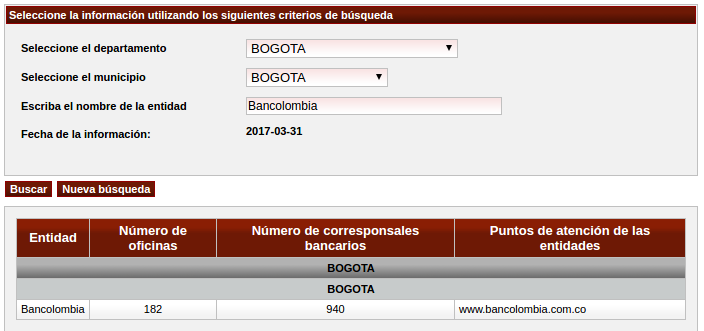 Seleccione la información utilizando los siguientes criterios de búsqueda
Seleccione el departamento BOGOTA
Seleccione el municipio BOGOTA
Escriba el nombre de la entidad Bancolombia
Fecha de la información: 2017-03-31
Buscar Nueva búsqueda
Entidad Número de oficinas Número de corresponsales bancarios Puntos de atención de las entidades
BOGOTA
BOGOTA
Bancolombia 182 940 www.bancolombia.com.co